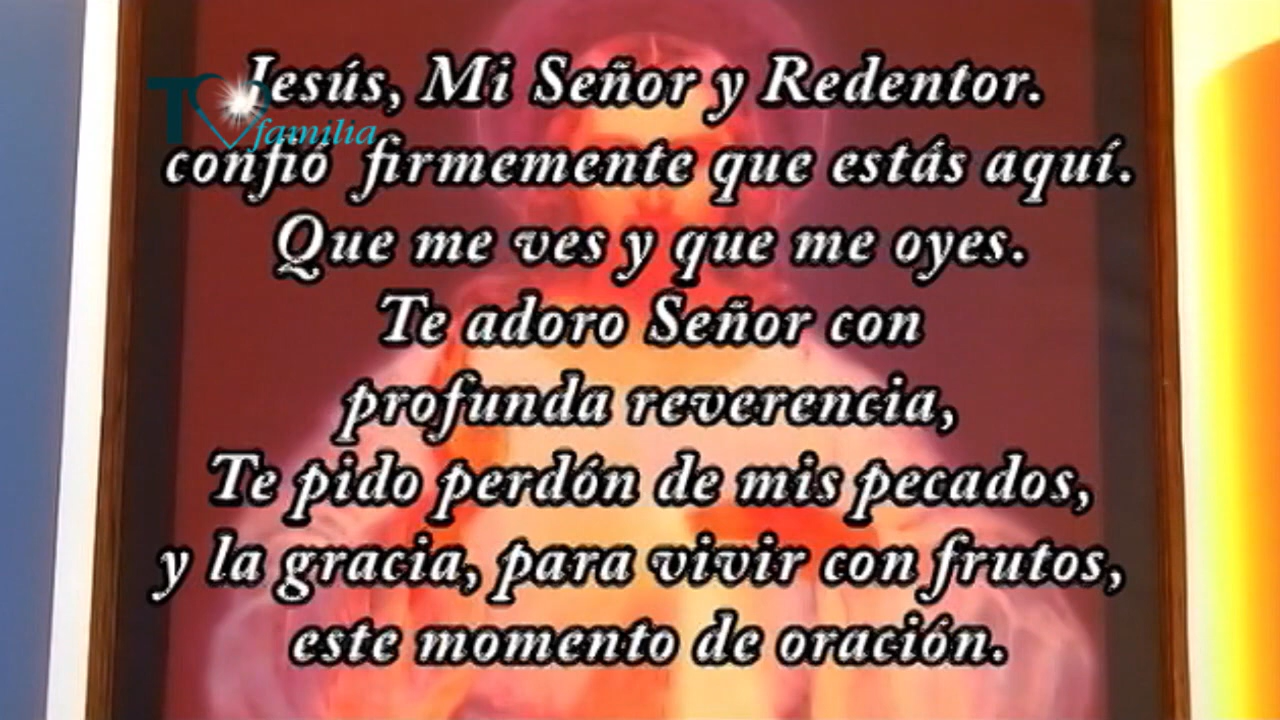 Jesús, Mi Señor y Redentor.
confió firmemente que estás aquí.
Que me ves y que me oyes.
Te adoro Señor con
profunda reverencia,
Te pido perdón de mis pecados,
y la gracia, para vivir con frutos,
este momento de oración.
T familia